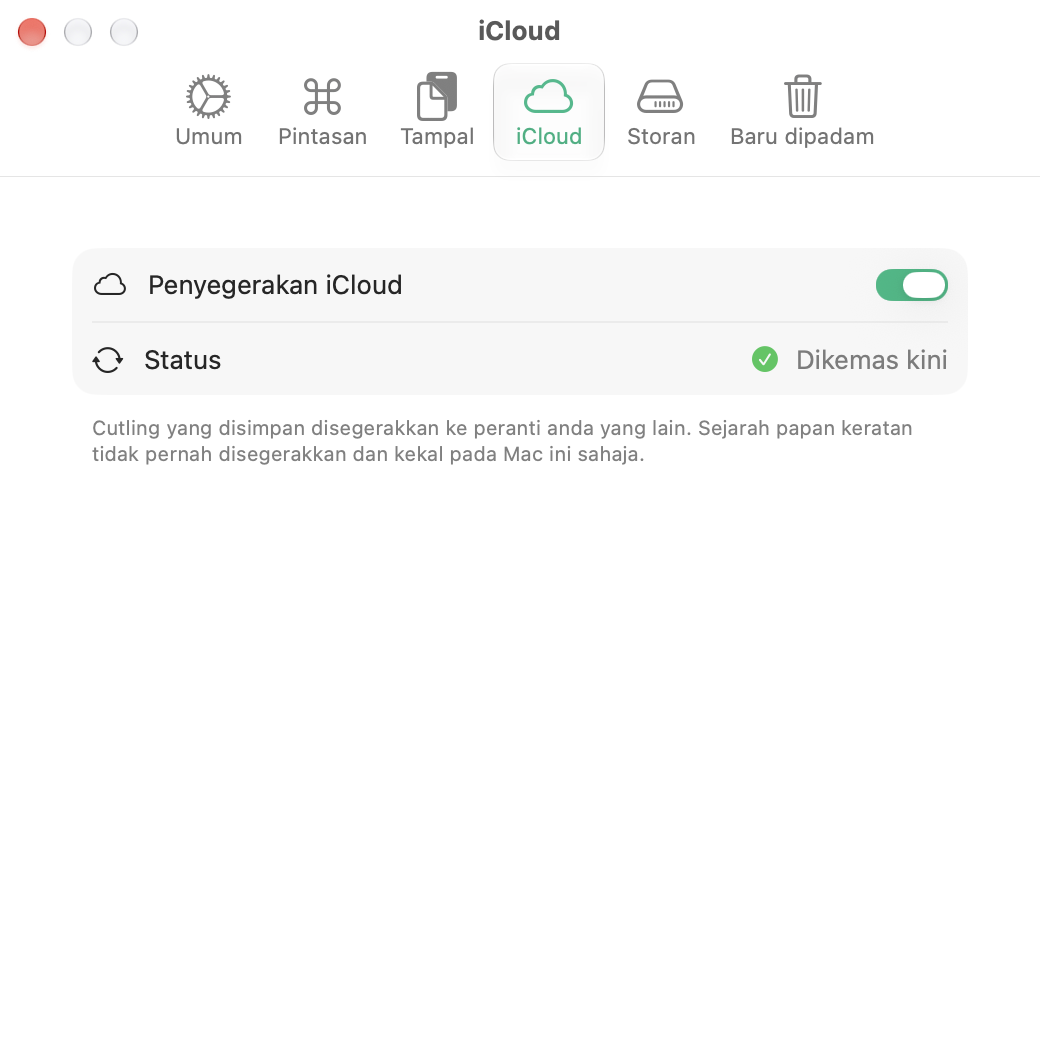 iCloud
Umum
Pintasan
Tampal
iCloud
Storan
Baru dipadam
Penyegerakan iCloud
Status
Dikemas kini
Cutling yang disimpan disegerakkan ke peranti anda yang lain. Sejarah papan keratan
tidak pernah disegerakkan dan kekal pada Mac ini sahaja.